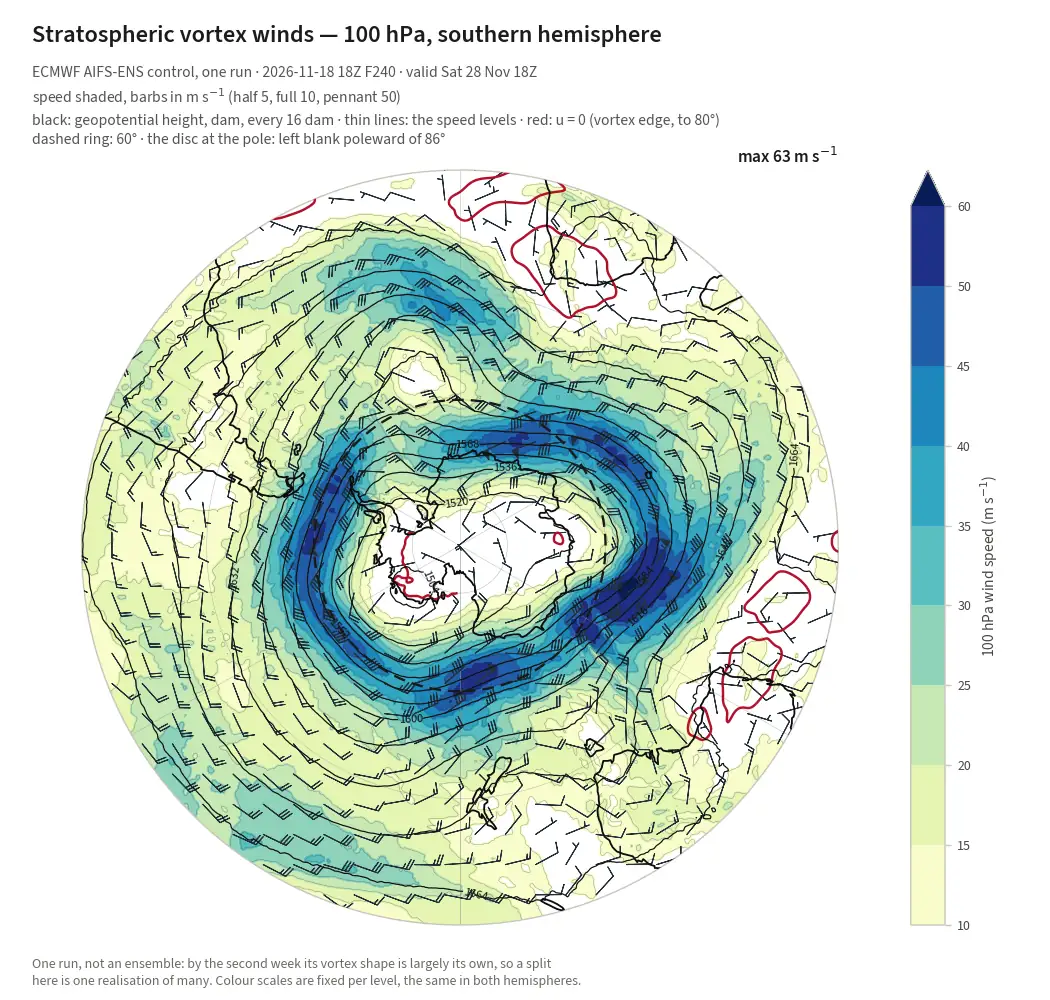 Stratospheric vortex winds — 100 hPa, southern hemisphere
ECMWF AIFS-ENS control, one run · 2026-11-18 18Z F240 · valid Sat 28 Nov 18Z
speed shaded, barbs in m s⁻¹ (half 5, full 10, pennant 50)
black: geopotential height, dam, every 16 dam · thin lines: the speed levels · red: u = 0 (vortex edge, to 80°)
dashed ring: 60° · the disc at the pole: left blank poleward of 86°
max 63 m s⁻¹
60
50
45
40
35
30
25
20
15
10
100 hPa wind speed (m s⁻¹)
1664
1568
1536
1520
1632
1600
1616
1664
One run, not an ensemble: by the second week its vortex shape is largely its own, so a split
here is one realisation of many. Colour scales are fixed per level, the same in both hemispheres.